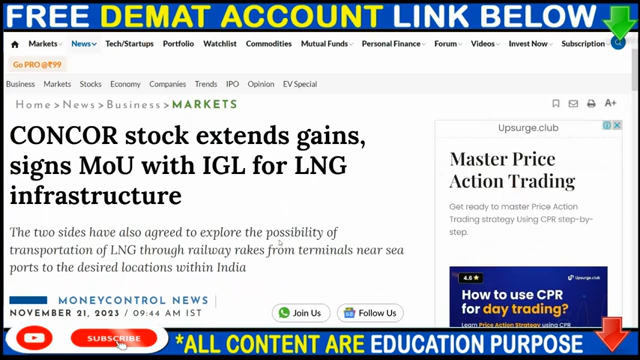 FREE DEMAT ACCOUNT LINK BELOW
Markets News Tech/Startups Portfolio Watchlist Commodities Mutual Funds Personal Finance Forum Videos Invest Now Subscription
Go PRO @₹99
Business Markets Stocks Economy Companies Trends IPO Opinion EV Special
Home > News > Business > MARKETS
A+
CONCOR stock extends gains,
signs MoU with IGL for LNG
infrastructure
The two sides have also agreed to explore the possibility of
transportation of LNG through railway rakes from terminals near sea
ports to the desired locations within India
MONEYCONTROL NEWS
NOVEMBER 21, 2023 / 09:44 AM IST
Join Us
Follow Us
Upsurge.club
Master Price
Action Trading
Get ready to master Price Action
Trading strategy Using CPR step-by-
step.
4.6 ★
Upsurge.club
How to use CPR
for day trading?
Learn Price Action Strategy using CPR
SUBSCRIBE
*ALL CONTENT ARE EDUCATION PURPOSE